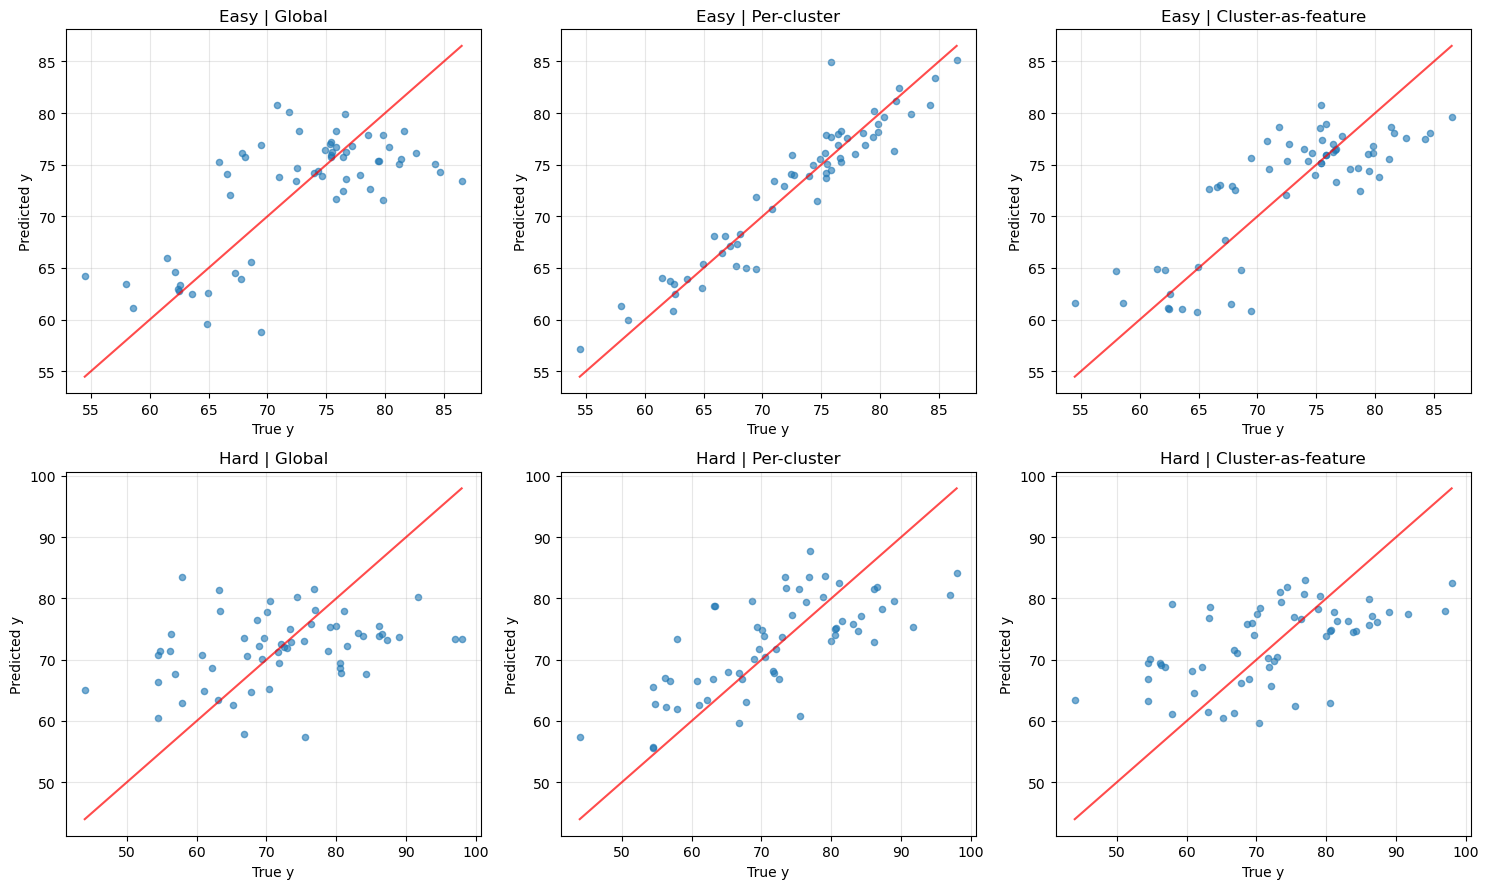 Easy | Global
Easy | Per-cluster
Easy | Cluster-as-feature
85
80
75
70
65
60
55
Predicted y
55 60 65 70 75 80 85
True y
85
80
75
70
65
60
55
Predicted y
55 60 65 70 75 80 85
True y
85
80
75
70
65
60
55
Predicted y
55 60 65 70 75 80 85
True y
Hard | Global
Hard | Per-cluster
Hard | Cluster-as-feature
100
90
80
70
60
50
Predicted y
50 60 70 80 90 100
True y
100
90
80
70
60
50
Predicted y
50 60 70 80 90 100
True y
100
90
80
70
60
50
Predicted y
50 60 70 80 90 100
True y